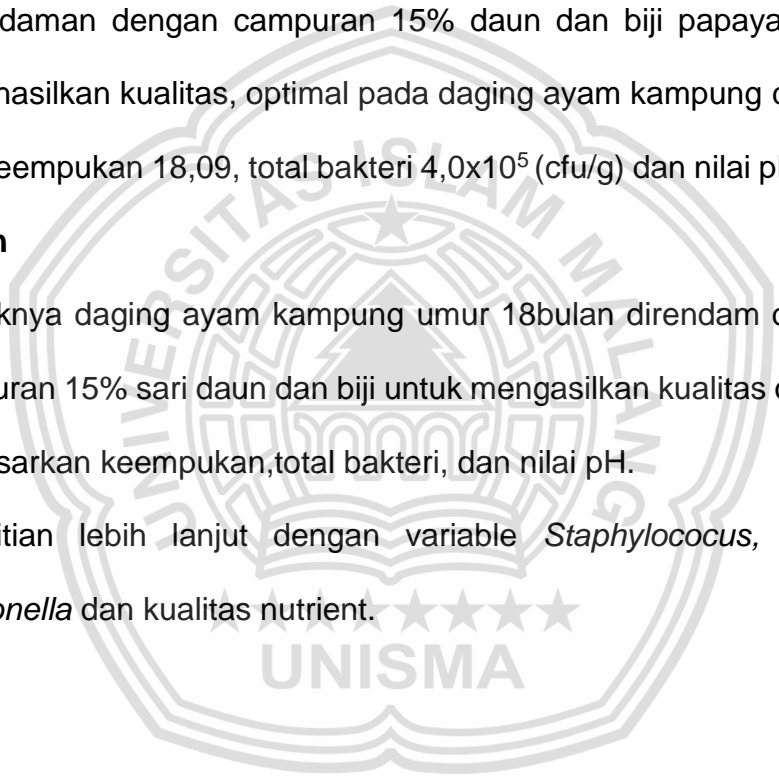 daman dengan campuran 15% daun dan biji papaya
hasilkan kualitas, optimal pada daging ayam kampung
eempukan 18,09, total bakteri 4,0x10⁵ (cfu/g) dan nilai
n
knya daging ayam kampung umur 18bulan direndam
uran 15% sari daun dan biji untuk mengasilkan kualitas
sarkan keempukan,total bakteri, dan nilai pH.
itian lebih lanjut dengan variable Staphylococus,
onella dan kualitas nutrient.
UNIVERSITAS ISLAM MALANG
UNISMA